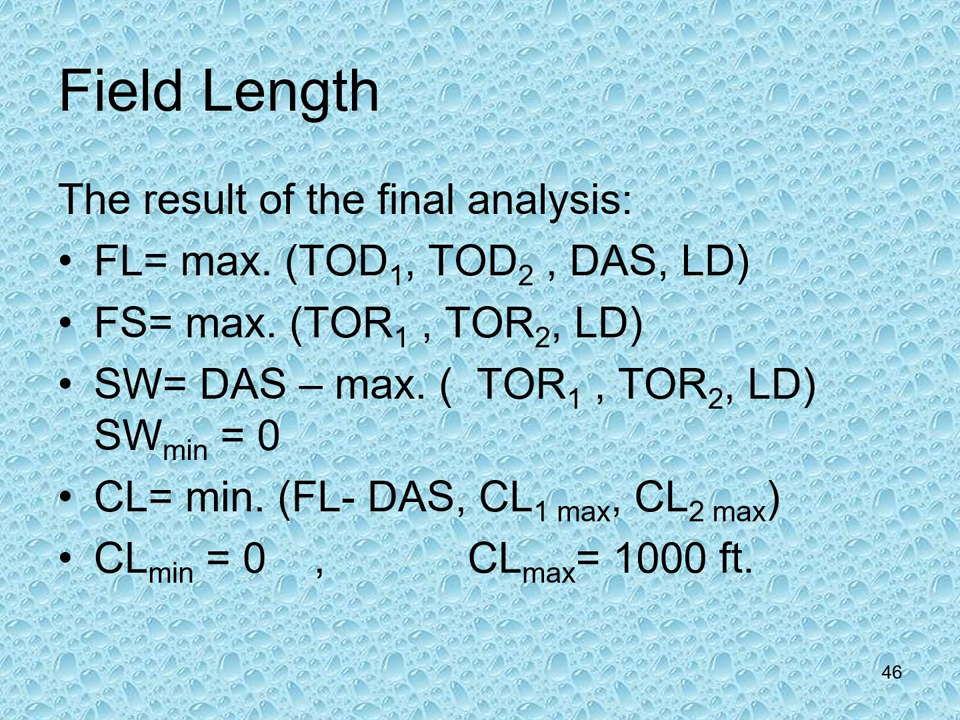 Field Length
The result of the final analysis:
• FL= max. (TOD₁, TOD₂ , DAS, LD)
• FS= max. (TOR₁ , TOR₂, LD)
• SW= DAS – max. ( TOR₁ , TOR₂, LD)
SWmin = 0
• CL= min. (FL- DAS, CL₁ max, CL₂ max)
• CLmin = 0 , CLmax= 1000 ft.
46